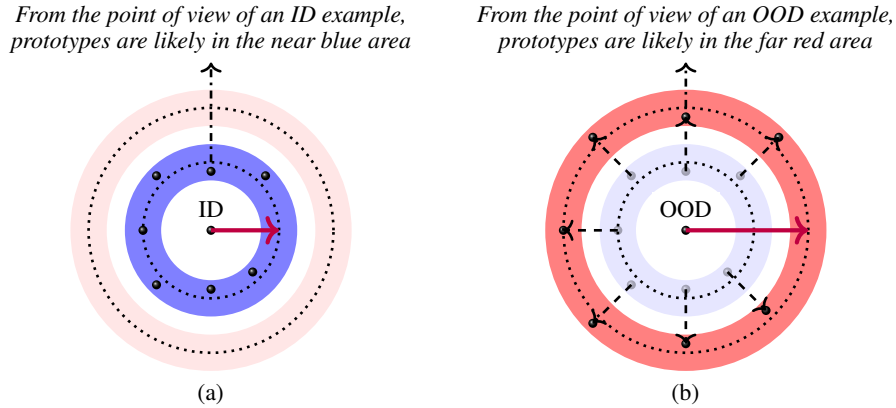 From the point of view of an ID example,
prototypes are likely in the near blue area
From the point of view of an OOD example,
prototypes are likely in the far red area
ID
OOD
(a)
(b)